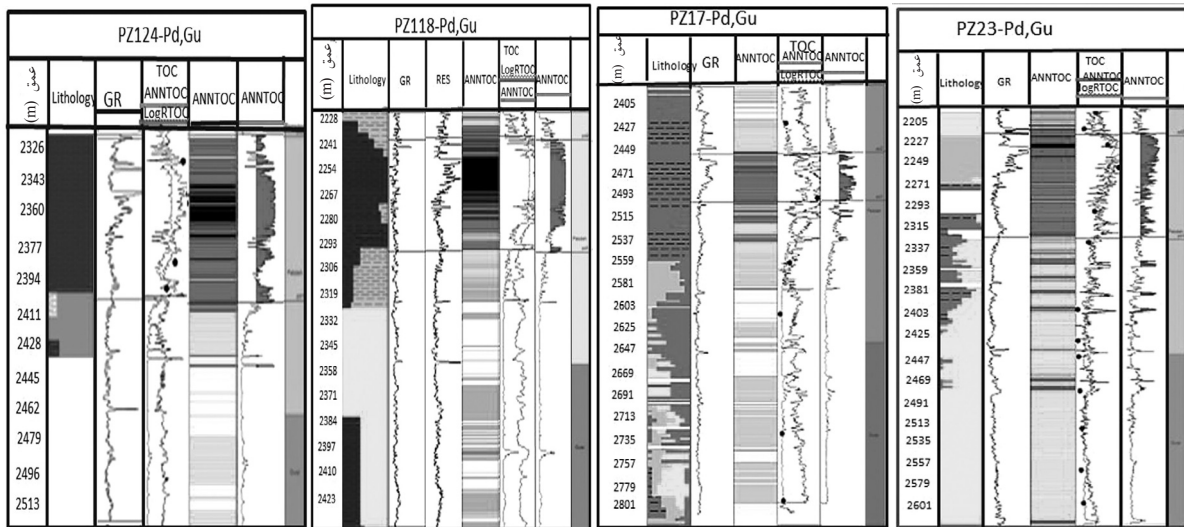 PZ124-Pd,Gu
عمق (m)
Lithology
GR
TOC
ANNTOC
LogRTOC
ANNTOC
ANNTOC
2326
2343
2360
2377
2394
2411
2428
2445
2462
2479
2496
2513
PZ118-Pd,Gu
عمق (m)
Lithology
GR
RES
ANNTOC
TOC
LogRTOC
ANNTOC
ANNTOC
2228
2241
2254
2267
2280
2293
2306
2319
2332
2345
2358
2371
2384
2397
2410
2423
PZ17-Pd,Gu
عمق (m)
Lithology
GR
ANNTOC
TOC
ANNTOC
LogRTOC
ANNTOC
2405
2427
2449
2471
2493
2515
2537
2559
2581
2603
2625
2647
2669
2691
2713
2735
2757
2779
2801
PZ23-Pd,Gu
عمق (m)
Lithology
GR
ANNTOC
TOC
ANNTOC
logRTOC
ANNTOC
2205
2227
2249
2271
2293
2315
2337
2359
2381
2403
2425
2447
2469
2491
2513
2535
2557
2579
2601